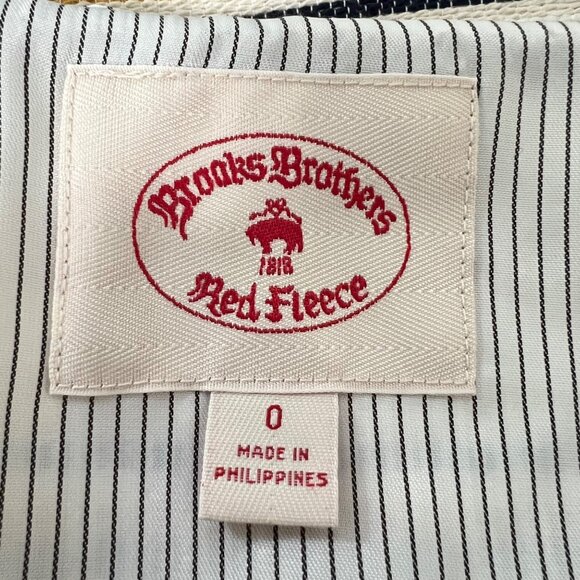 Brooks Brothers
1818
Red Fleece
0
MADE IN
PHILIPPINES